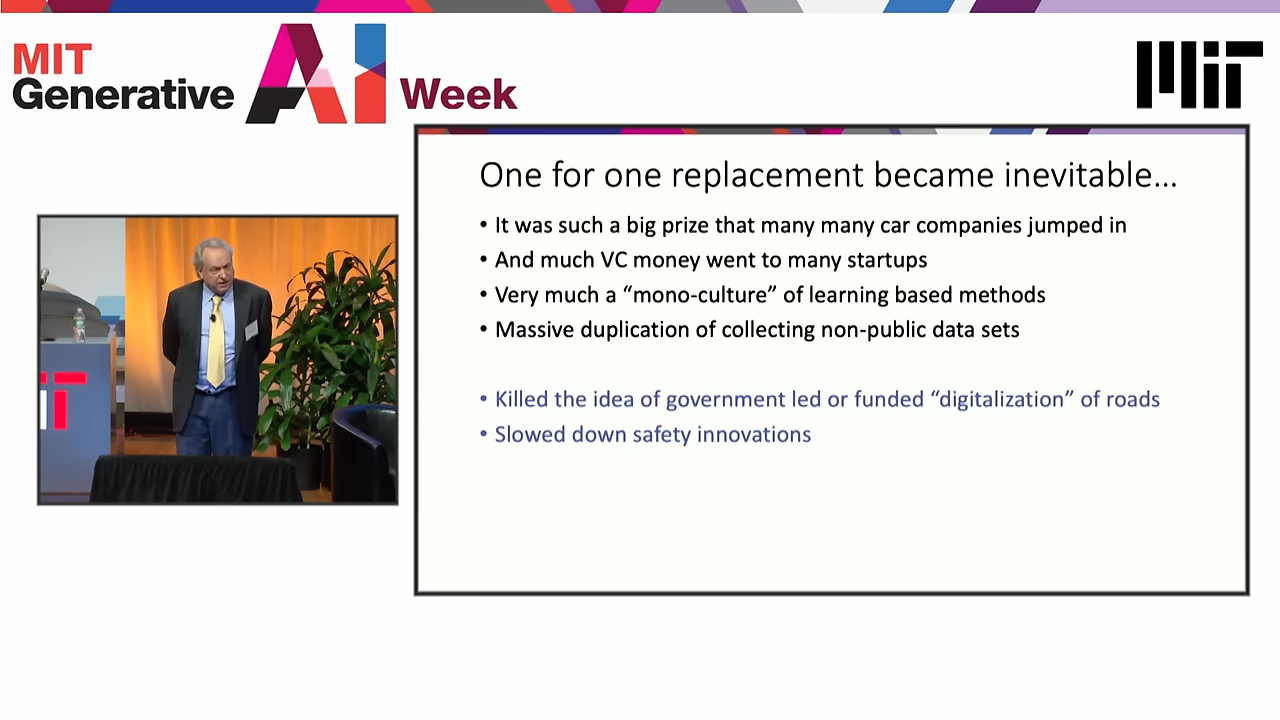 MIT
Generative AI Week
MIT
One for one replacement became inevitable...
• It was such a big prize that many many car companies jumped in
• And much VC money went to many startups
• Very much a “mono-culture” of learning based methods
• Massive duplication of collecting non-public data sets
• Killed the idea of government led or funded “digitalization” of roads
• Slowed down safety innovations
IT